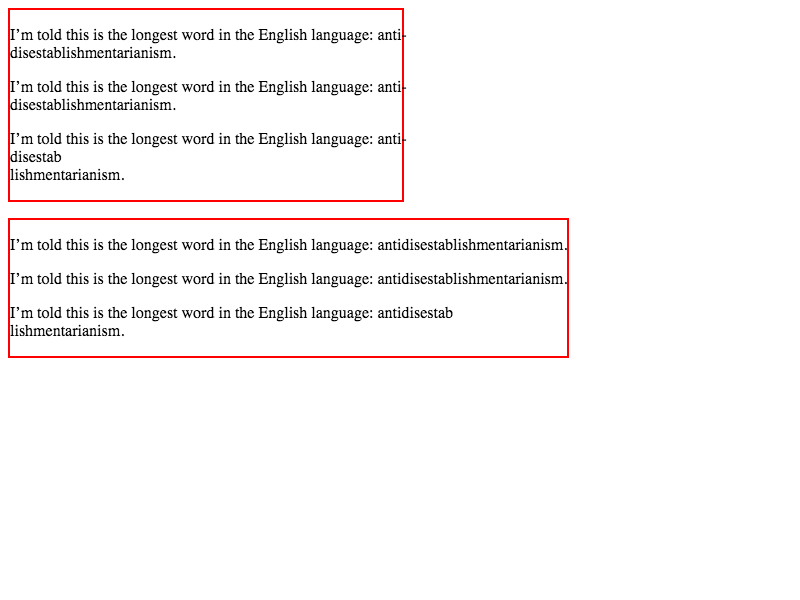 I’m told this is the longest word in the English language: anti-
disestablishmentarianism.
I’m told this is the longest word in the English language: anti-
disestablishmentarianism.
I’m told this is the longest word in the English language: anti-
disestab
lishmentarianism.
I’m told this is the longest word in the English language: antidisestablishmentarianism.
I’m told this is the longest word in the English language: antidisestablishmentarianism.
I’m told this is the longest word in the English language: antidisestab
lishmentarianism.